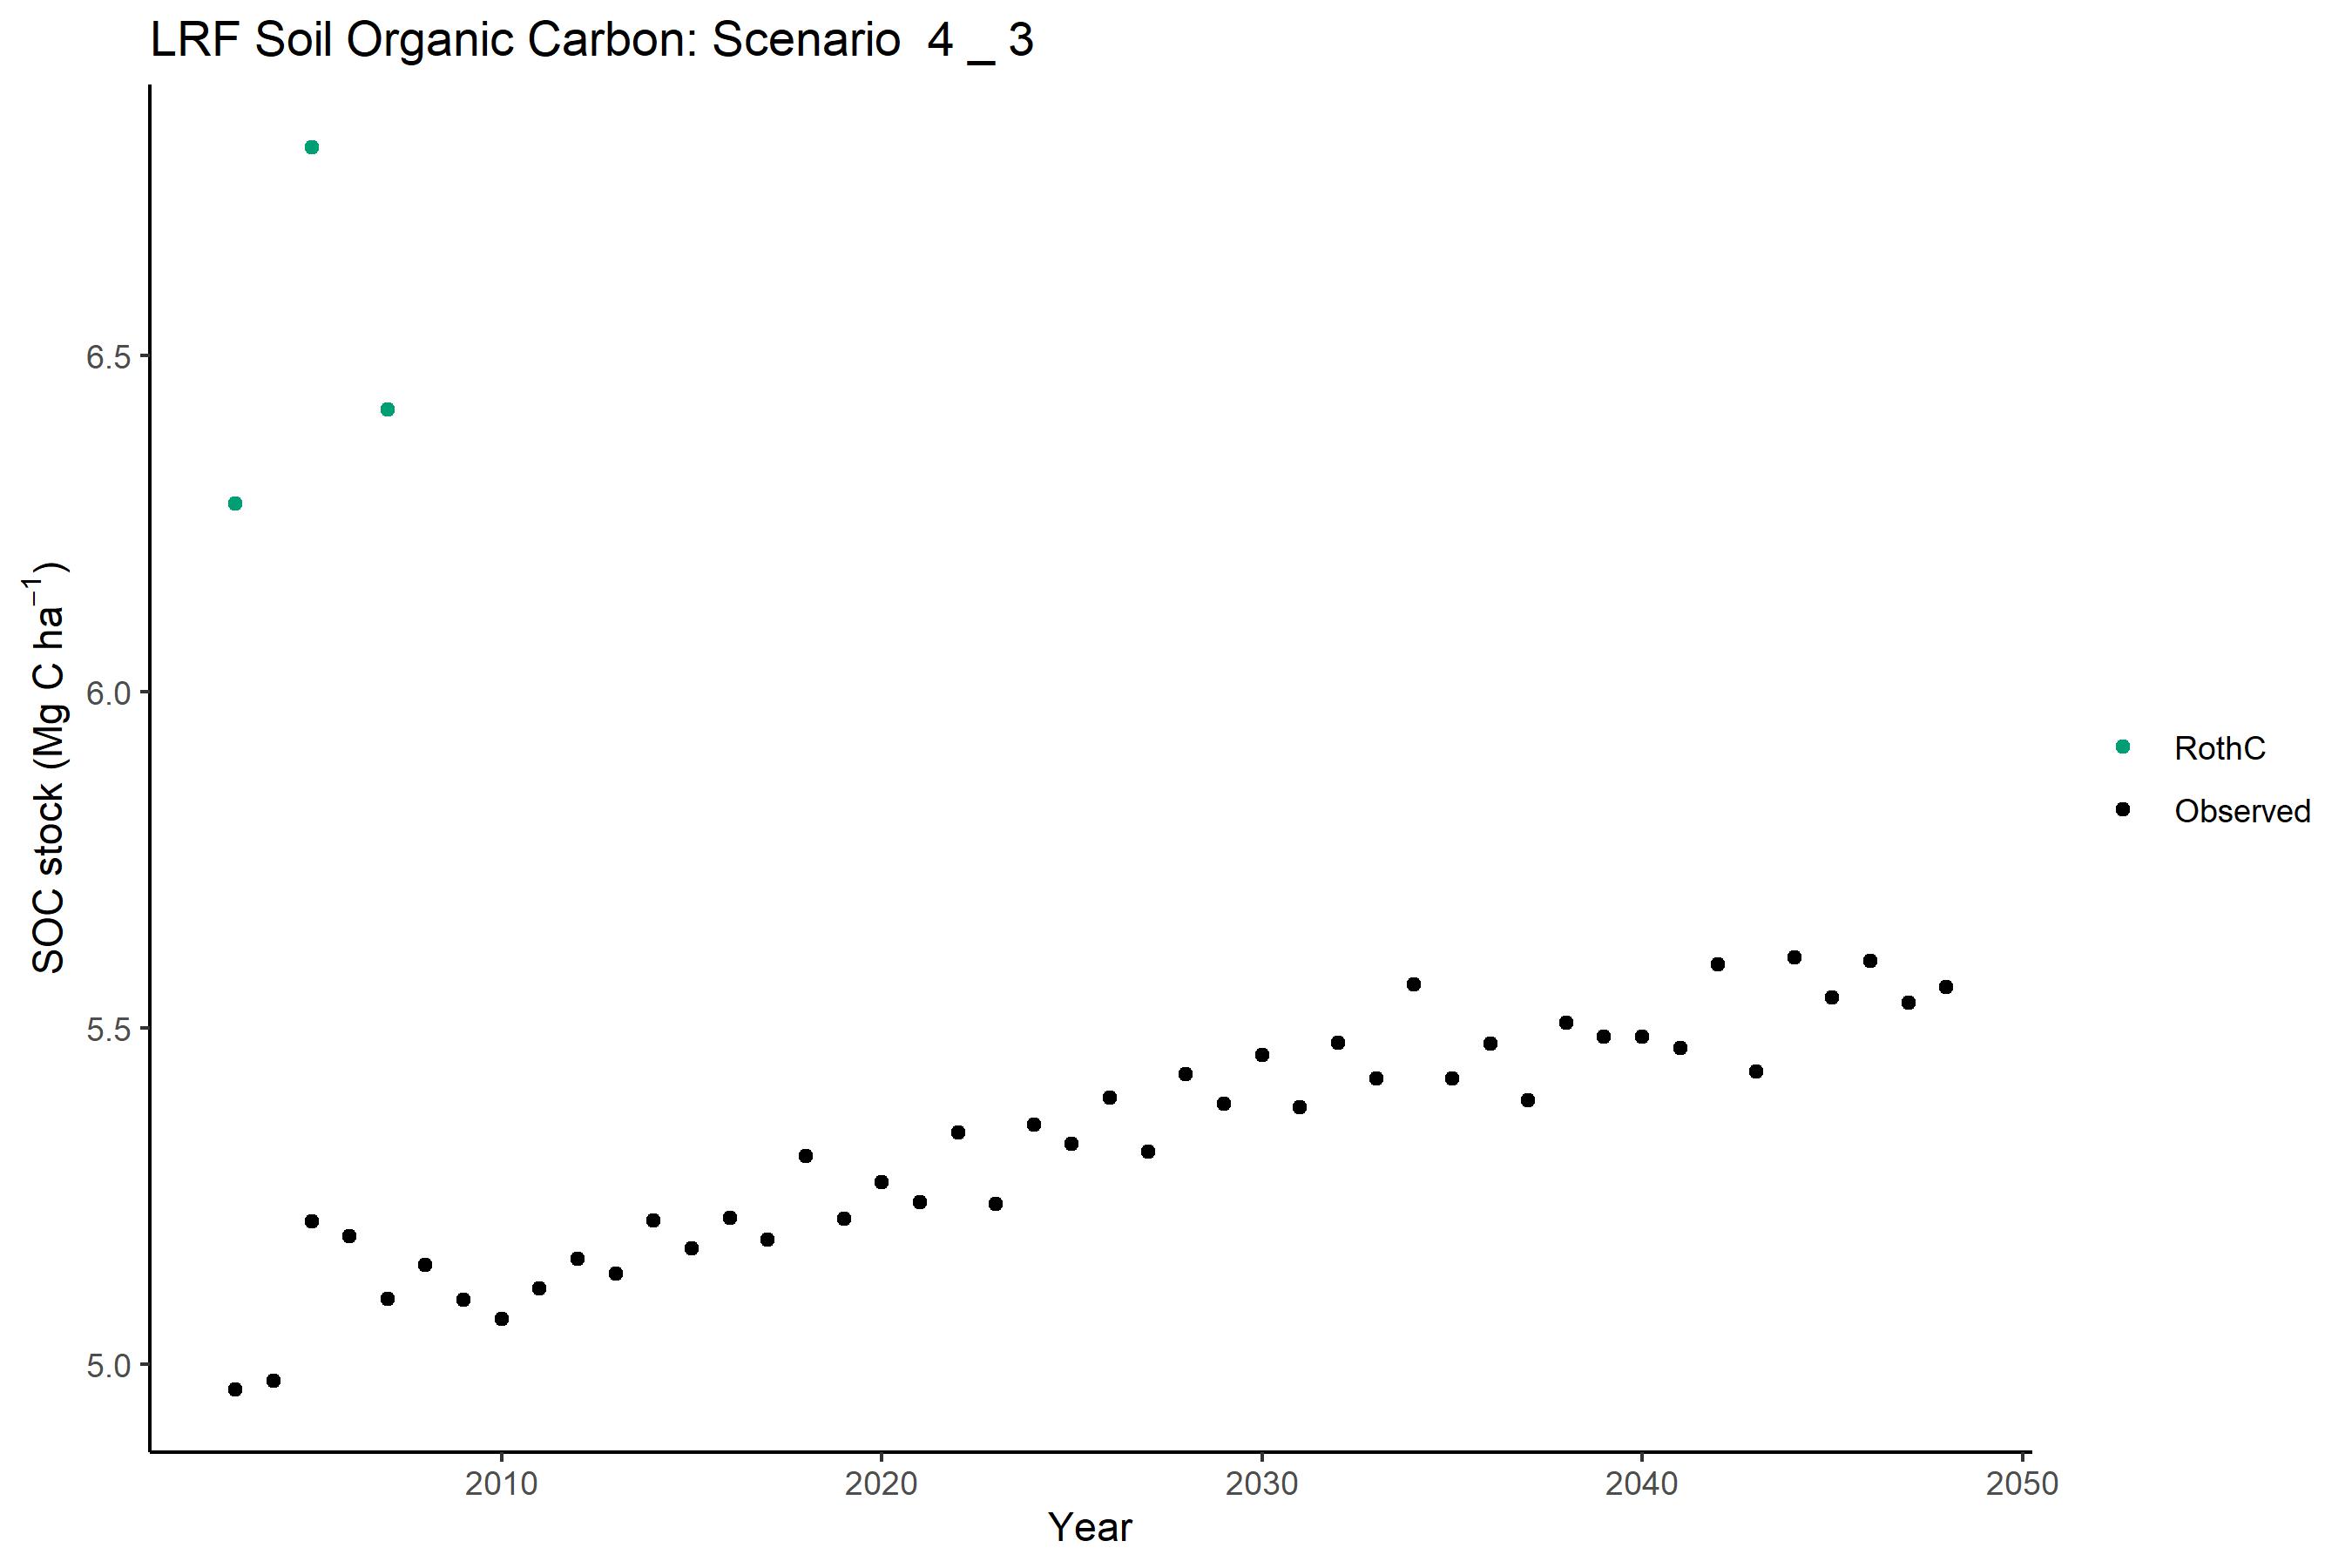 LRF Soil Organic Carbon: Scenario  4 _ 3
SOC stock (Mg C ha⁻¹)
6.5
6.0
5.5
5.0
2010 2020 2030 2040 2050
Year
RothC
Observed